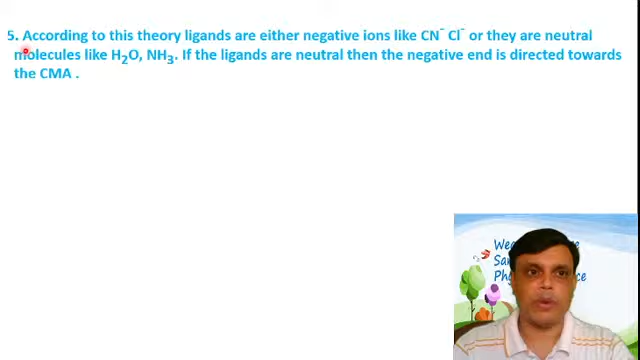 5. According to this theory ligands are either negative ions like CN⁻ Cl⁻ or they are neutral
molecules like H₂O, NH₃. If the ligands are neutral then the negative end is directed towards
the CMA .